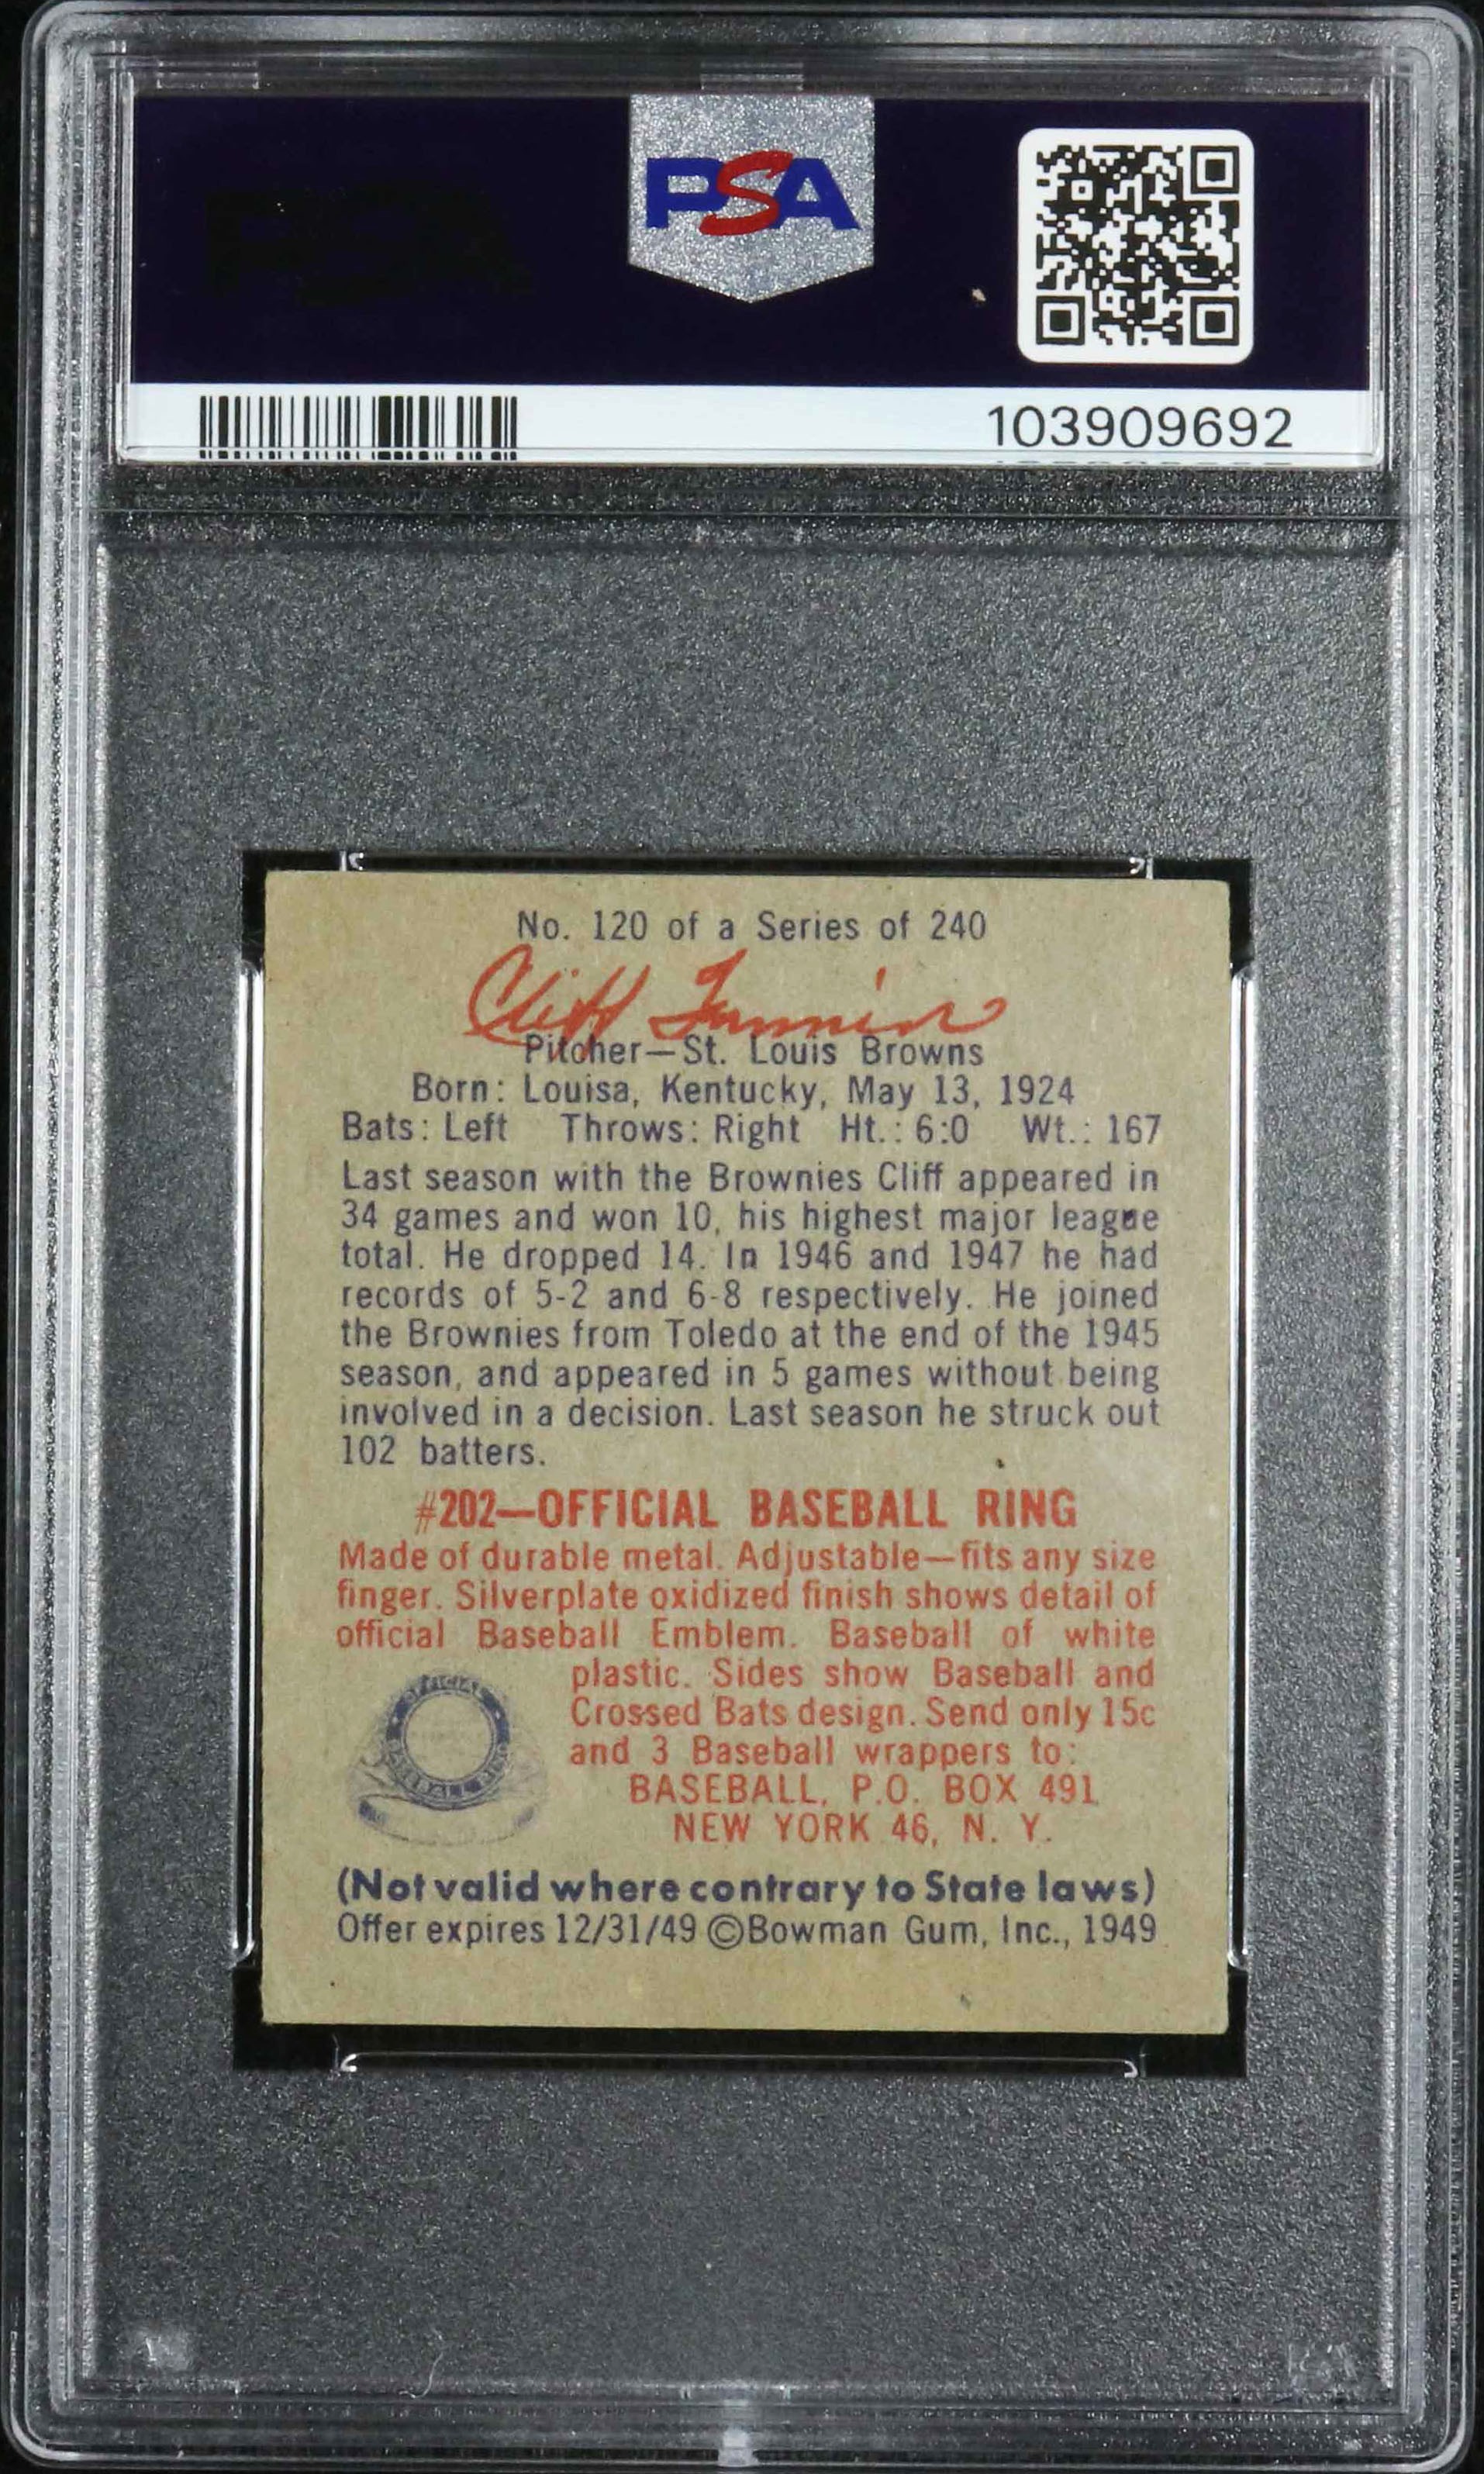 PSA
103909692
No. 120 of a Series of 240
Cliff Fannin
Pitcher—St. Louis Browns
Born: Louisa, Kentucky, May 13, 1924
Bats: Left Throws: Right Ht.: 6:0 Wt.: 167
Last season with the Brownies Cliff appeared in
34 games and won 10, his highest major league
total. He dropped 14. In 1946 and 1947 he had
records of 5-2 and 6-8 respectively. He joined
the Brownies from Toledo at the end of the 1945
season, and appeared in 5 games without being
involved in a decision. Last season he struck out
102 batters.
#202—OFFICIAL BASEBALL RING
Made of durable metal. Adjustable—fits any size
finger. Silverplate oxidized finish shows detail of
official Baseball Emblem. Baseball of white
plastic. Sides show Baseball and
Crossed Bats design. Send only 15c
and 3 Baseball wrappers to:
BASEBALL, P.O. BOX 491
NEW YORK 46, N. Y.
(Not valid where contrary to State laws)
Offer expires 12/31/49 ©Bowman Gum, Inc., 1949